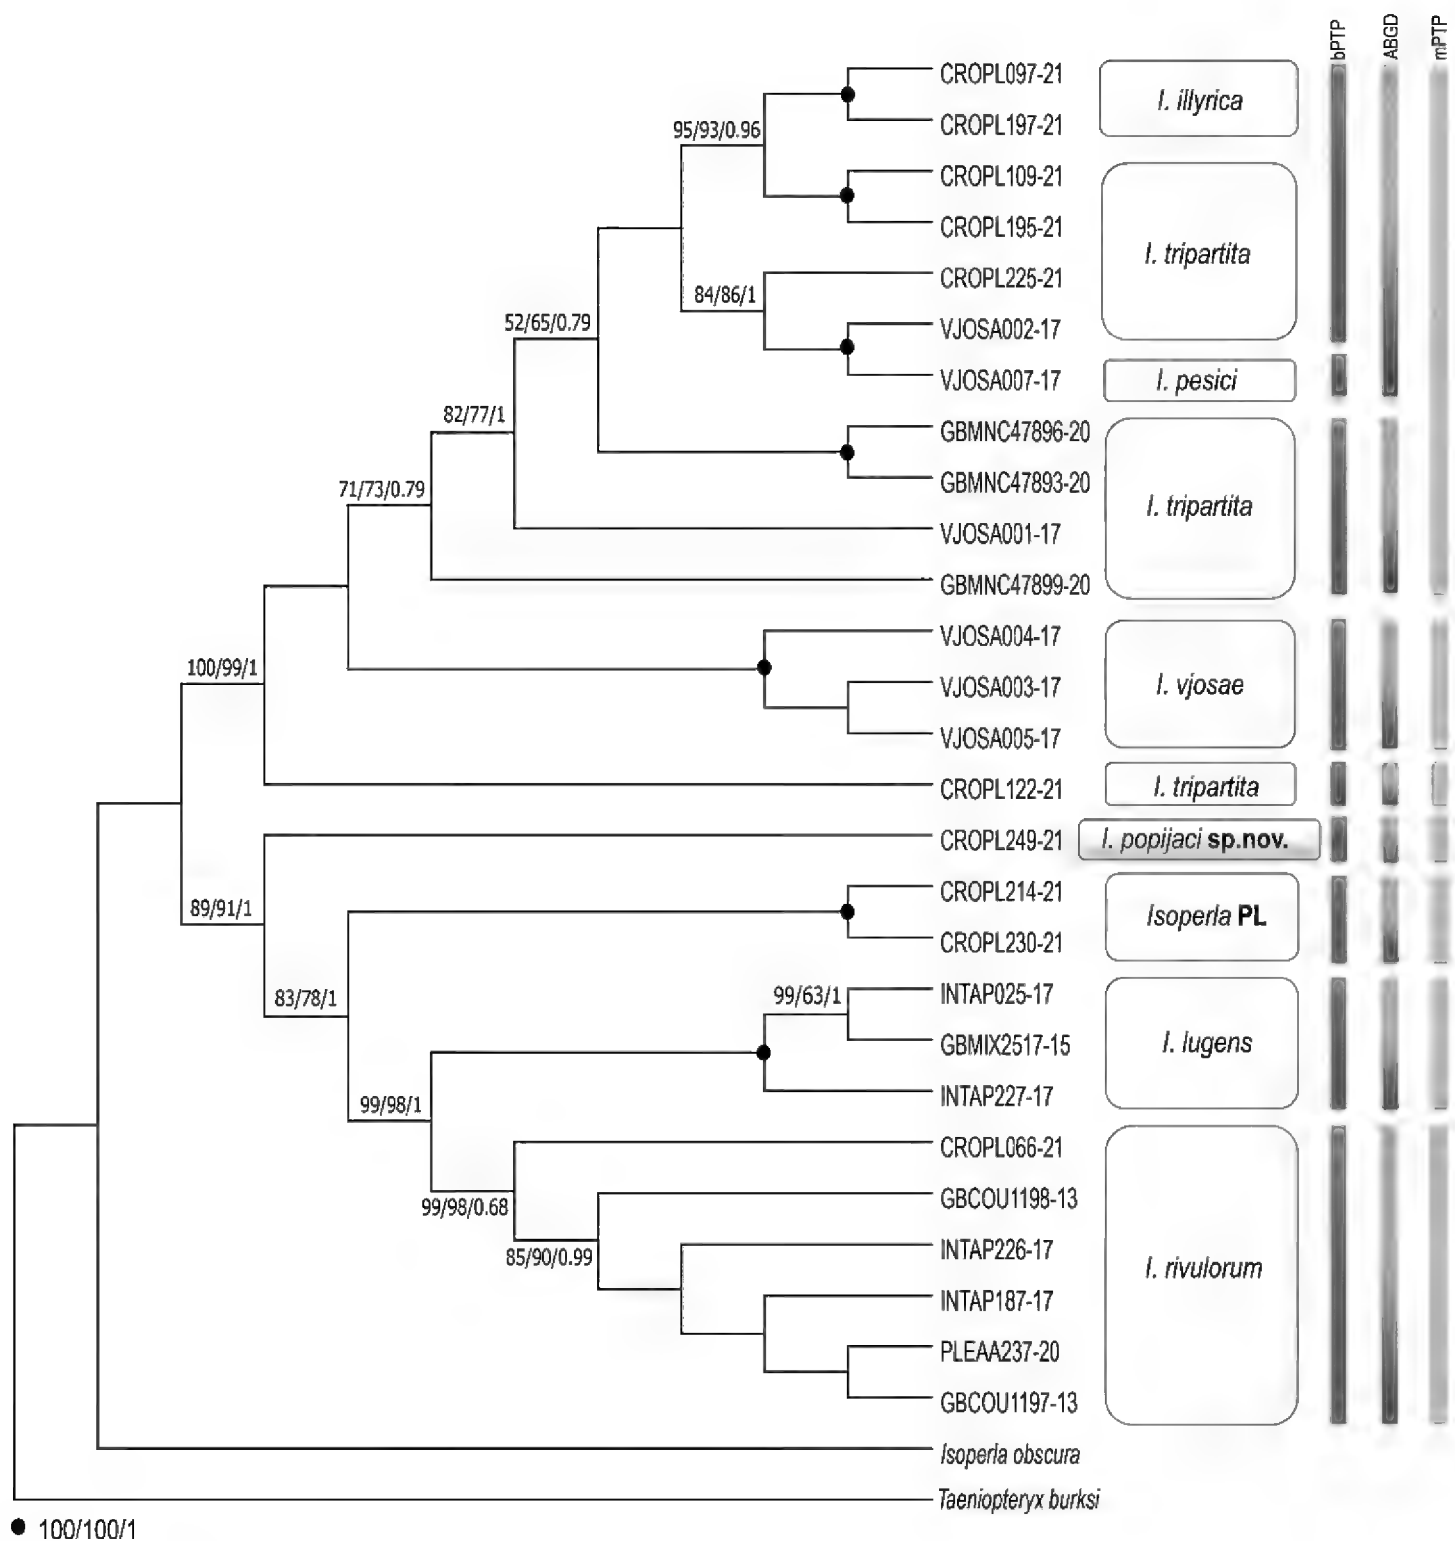 bPTP ABGD mPTP
CROPL097-21
I. illyrica
95/93/0.96
CROPL197-21
CROPL109-21
CROPL195-21
I. tripartita
CROPL225-21
84/86/1
52/65/0.79
VJOSA002-17
VJOSA007-17
I. pesici
82/77/1
GBMNC47896-20
GBMNC47893-20
71/73/0.79
I. tripartita
VJOSA001-17
GBMNC47899-20
VJOSA004-17
100/99/1
VJOSA003-17
I. vjosae
VJOSA005-17
CROPL122-21
I. tripartita
CROPL249-21
I. popijaci sp.nov.
CROPL214-21
89/91/1
Isoperla PL
CROPL230-21
83/78/1
99/63/1
INTAP025-17
GBMIX2517-15
I. lugens
INTAP227-17
99/98/1
CROPL066-21
GBCOU1198-13
99/98/0.68
INTAP226-17
85/90/0.99
I. rivulorum
INTAP187-17
PLEAA237-20
GBCOU1197-13
Isoperla obscura
Taeniopteryx burksi
100/100/1